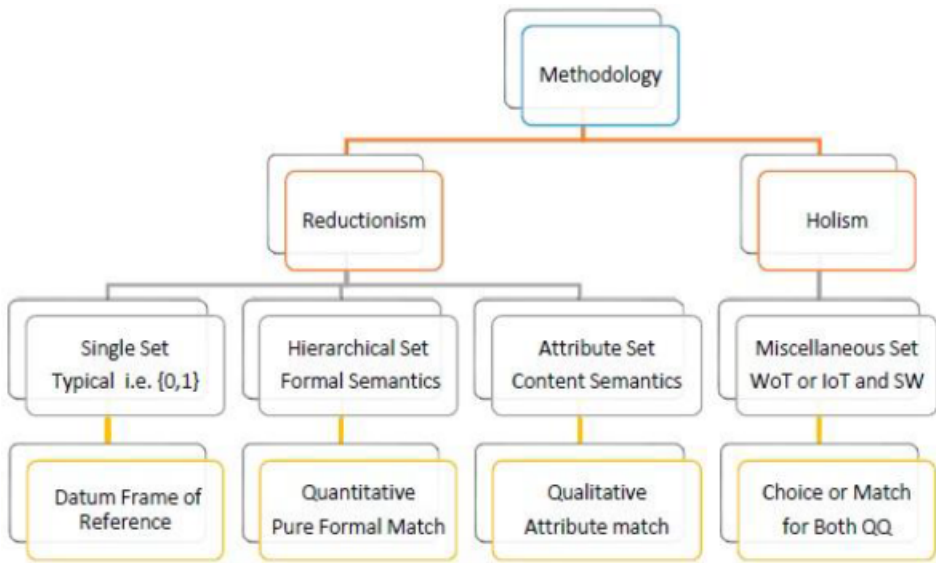 Methodology
Reductionism
Holism
Single Set
Typical i.e. {0,1}
Hierarchical Set
Formal Semantics
Attribute Set
Content Semantics
Miscellaneous Set
WoT or IoT and SW
Datum Frame of
Reference
Quantitative
Pure Formal Match
Qualitative
Attribute match
Choice or Match
for Both QQ